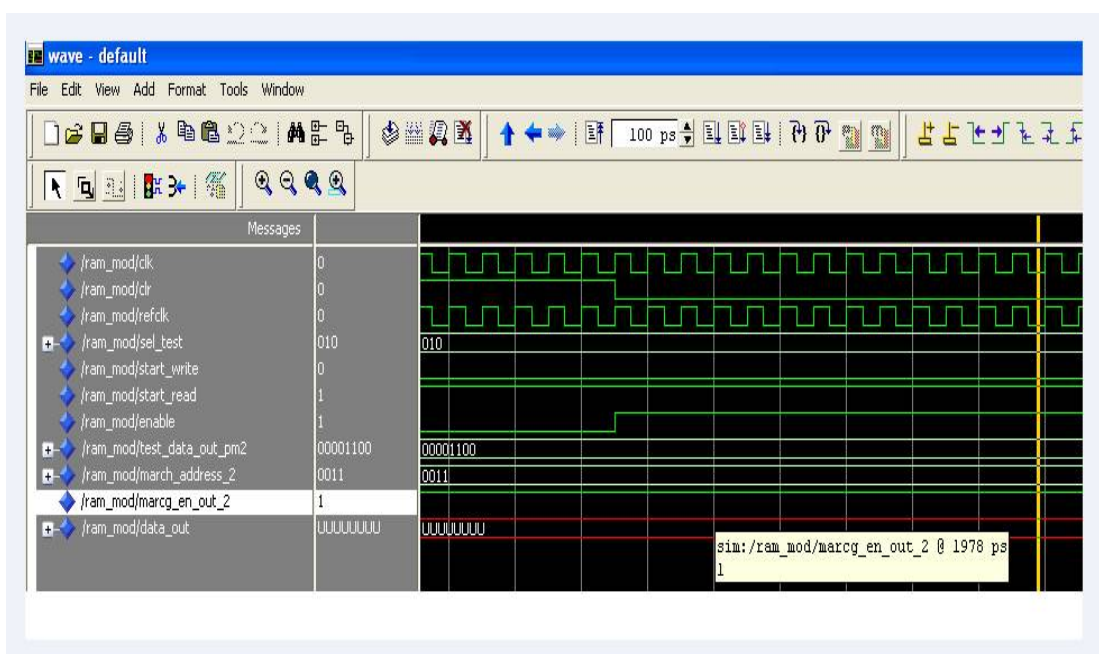 wave - default
File Edit View Add Format Tools Window
100 ps
Messages
/ram_mod/clk 0
/ram_mod/clr 0
/ram_mod/refclk 0
/ram_mod/sel_test 010 010
/ram_mod/start_write 0
/ram_mod/start_read 1
/ram_mod/enable 1
/ram_mod/test_data_out_pm2 00001100 00001100
/ram_mod/march_address_2 0011 0011
/ram_mod/marcg_en_out_2 1
/ram_mod/data_out UUUUUUUU UUUUUUUU
sim:/ram_mod/marcg_en_out_2 @ 1978 ps
1